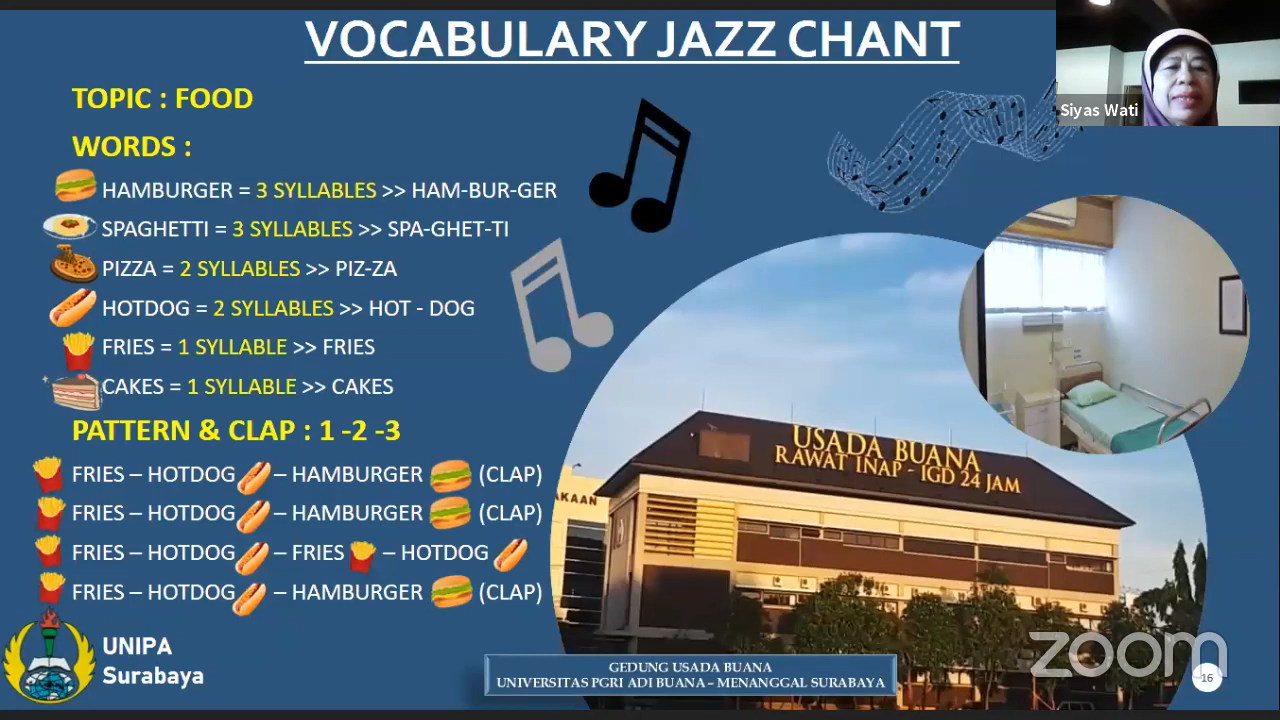 VOCABULARY JAZZ CHANT
Siyas Wati
TOPIC : FOOD
WORDS :
HAMBURGER = 3 SYLLABLES >> HAM-BUR-GER
SPAGHETTI = 3 SYLLABLES >> SPA-GHET-TI
PIZZA = 2 SYLLABLES >> PIZ-ZA
HOTDOG = 2 SYLLABLES >> HOT - DOG
FRIES = 1 SYLLABLE >> FRIES
CAKES = 1 SYLLABLE >> CAKES
PATTERN & CLAP : 1 -2 -3
FRIES – HOTDOG – HAMBURGER (CLAP)
FRIES – HOTDOG – HAMBURGER (CLAP)
FRIES – HOTDOG – FRIES – HOTDOG
FRIES – HOTDOG – HAMBURGER (CLAP)
USADA BUANA
RAWAT INAP - IGD 24 JAM
AKAAN
UNIPA
Surabaya
GEDUNG USADA BUANA
UNIVERSITAS PGRI ADI BUANA – MENANGGAL SURABAYA
zoom
16